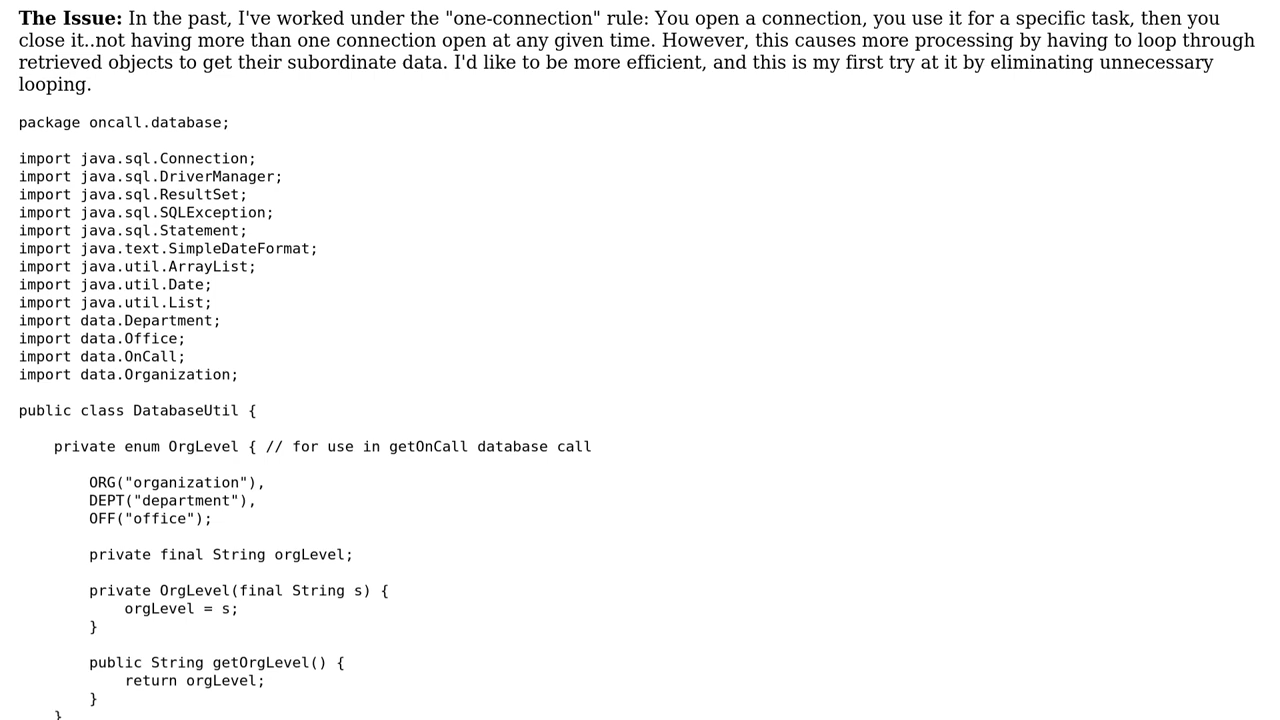 The Issue: In the past, I've worked under the "one-connection" rule: You open a connection, you use it for a specific task, then you
close it..not having more than one connection open at any given time. However, this causes more processing by having to loop through
retrieved objects to get their subordinate data. I'd like to be more efficient, and this is my first try at it by eliminating unnecessary
looping.
package oncall.database;
import java.sql.Connection;
import java.sql.DriverManager;
import java.sql.ResultSet;
import java.sql.SQLException;
import java.sql.Statement;
import java.text.SimpleDateFormat;
import java.util.ArrayList;
import java.util.Date;
import java.util.List;
import data.Department;
import data.Office;
import data.OnCall;
import data.Organization;
public class DatabaseUtil {
    private enum OrgLevel { // for use in getOnCall database call
        ORG("organization"),
        DEPT("department"),
        OFF("office");
        private final String orgLevel;
        private OrgLevel(final String s) {
            orgLevel = s;
        }
        public String getOrgLevel() {
            return orgLevel;
        }
    }